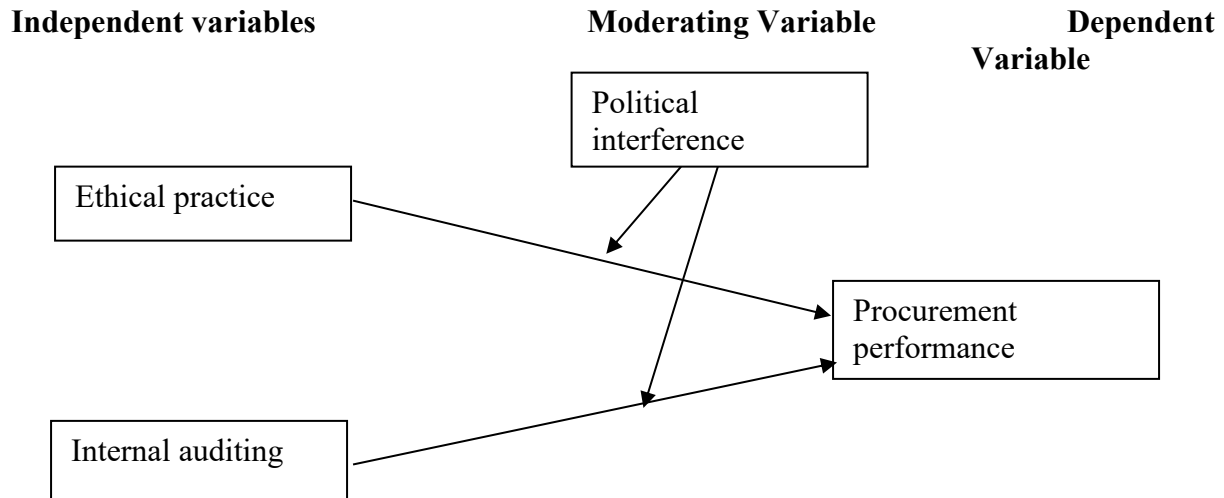 Independent variables Moderating Variable Dependent
Variable
Political
interference
Ethical practice
Procurement
performance
Internal auditing